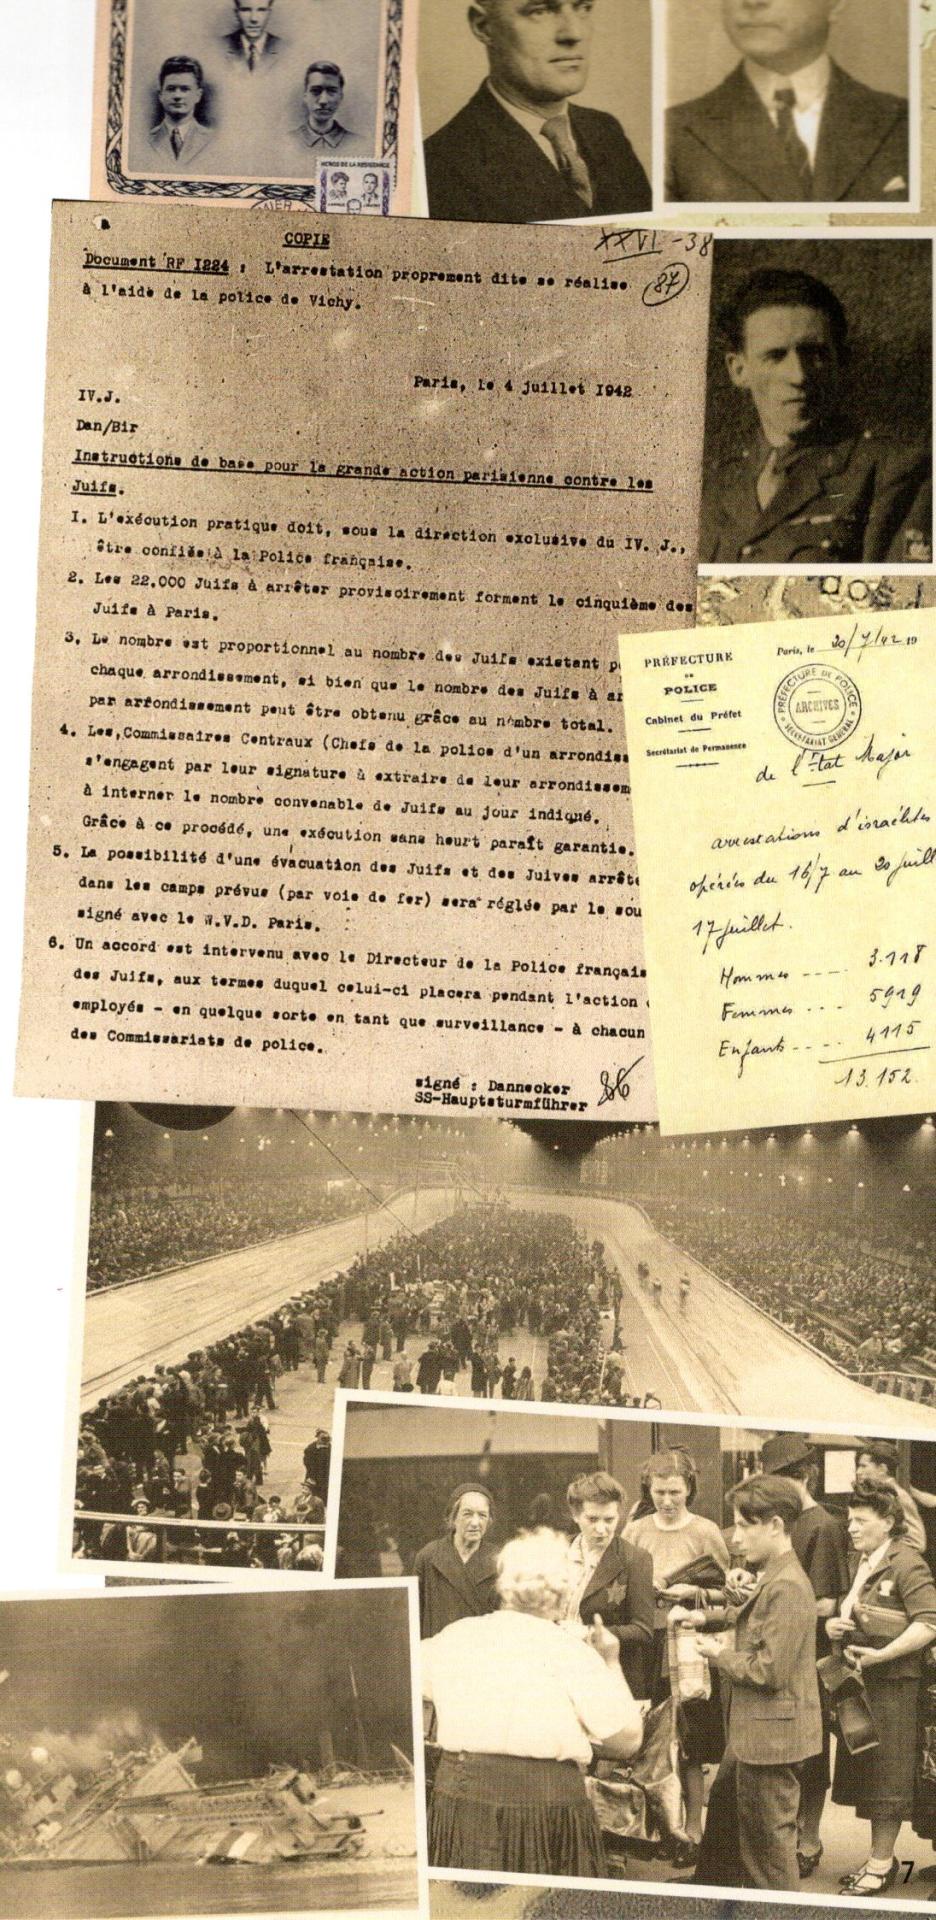 HEROS DE LA RESISTANCE
COPIE
XXVI -38
87
Document RF I224 : L'arrestation proprement dite se réalise
à l'aide de la police de Vichy.
Paris, le 4 juillet I942
IV.J.
Dan/Bir
Instructions de base pour la grande action parisienne contre les
Juifs.
I. L'exécution pratique doit, sous la direction exclusive du IV. J.,
être confiée à la Police française.
2. Les 22.000 Juifs à arrêter provisoirement forment le cinquième des
Juifs à Paris.
3. Le nombre est proportionnel au nombre des Juifs existant p
chaque arrondissement, si bien que le nombre des Juifs à ar
par arrondissement peut être obtenu grâce au nombre total.
4. Les Commissaires Centraux (Chefs de la police d'un arrondiss
s'engagent par leur signature à extraire de leur arrondissem
à interner le nombre convenable de Juifs au jour indiqué.
Grâce à ce procédé, une exécution sans heurt paraît garantie.
5. La possibilité d'une évacuation des Juifs et des Juives arrêté
dans les camps prévus (par voie de fer) sera réglée par le sou
signé avec le W.V.D. Paris.
6. Un accord est intervenu avec le Directeur de la Police français
des Juifs, aux termes duquel celui-ci placera pendant l'action
employés - en quelque sorte en tant que surveillance - à chacun
des Commissariats de police.
signé : Dannecker
SS-Hauptsturmführer
86
PRÉFECTURE
DE
POLICE
Cabinet du Préfet
Secrétariat de Permanence
Paris, le 20/7/42 19
PRÉFECTURE DE POLICE
ARCHIVES
SECRÉTARIAT GÉNÉRAL
de l'Etat Major
arrestations d'israélites
opérées du 16/7 au 20 juill
17 juillet.
Hommes ---- 3.118
Femmes ---- 5919
Enfants ---- 4115
13.152
7